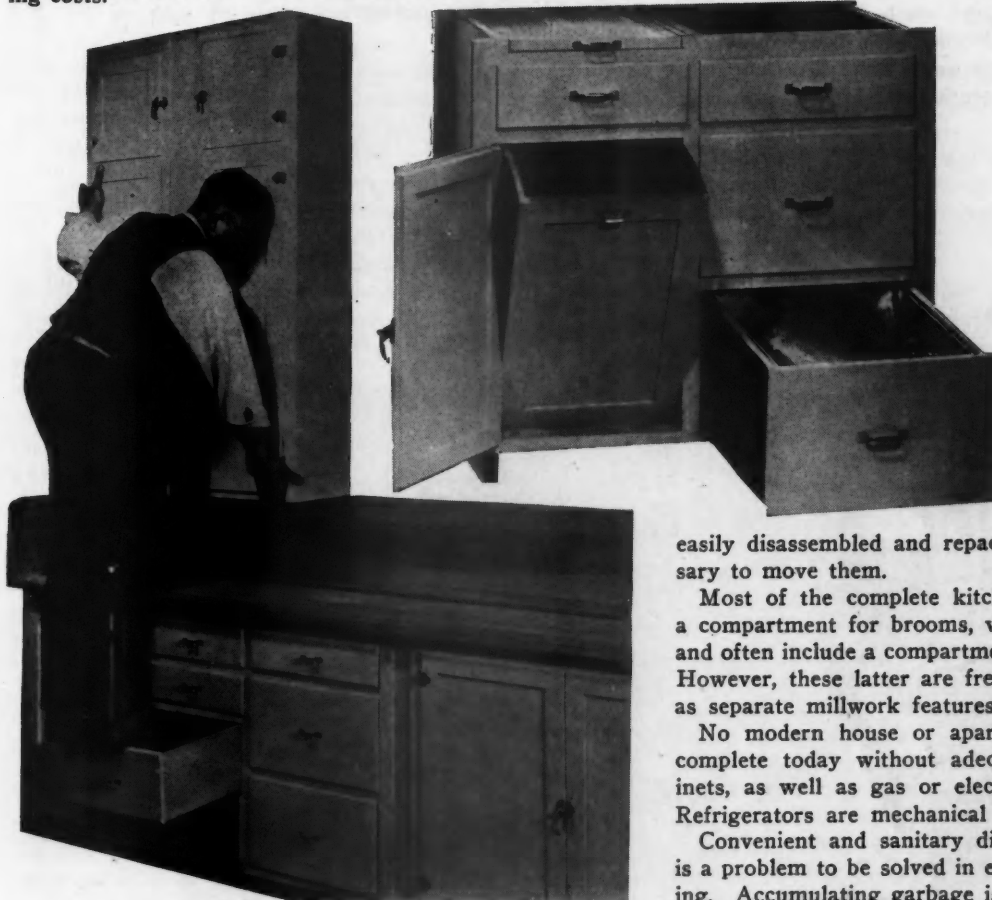 ing costs.
easily disassembled and repac
sary to move them.
Most of the complete kitc
a compartment for brooms, v
and often include a compartme
However, these latter are fre
as separate millwork features
No modern house or apar
complete today without adec
inets, as well as gas or elec
Refrigerators are mechanical
Convenient and sanitary di
is a problem to be solved in e
ing. Accumulating garbage i